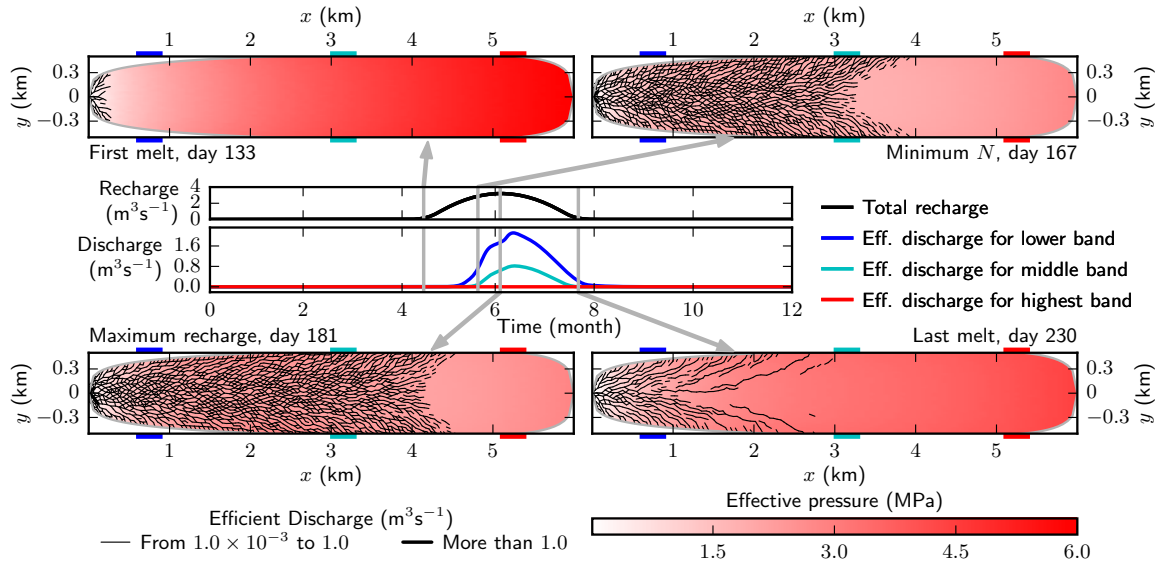 x (km)
x (km)
1 2 3 4 5
1 2 3 4 5
y (km)
0.3
0
−0.3
0.3
0
−0.3
y (km)
First melt, day 133
Minimum N, day 167
Recharge
(m³s⁻¹)
4
2
0
Discharge
(m³s⁻¹)
1.6
0.8
0.0
0 2 4 6 8 10 12
Time (month)
Total recharge
Eff. discharge for lower band
Eff. discharge for middle band
Eff. discharge for highest band
Maximum recharge, day 181
Last melt, day 230
y (km)
0.3
0
−0.3
0.3
0
−0.3
y (km)
1 2 3 4 5
1 2 3 4 5
x (km)
x (km)
Efficient Discharge (m³s⁻¹)
From 1.0 × 10⁻³ to 1.0
More than 1.0
Effective pressure (MPa)
1.5 3.0 4.5 6.0